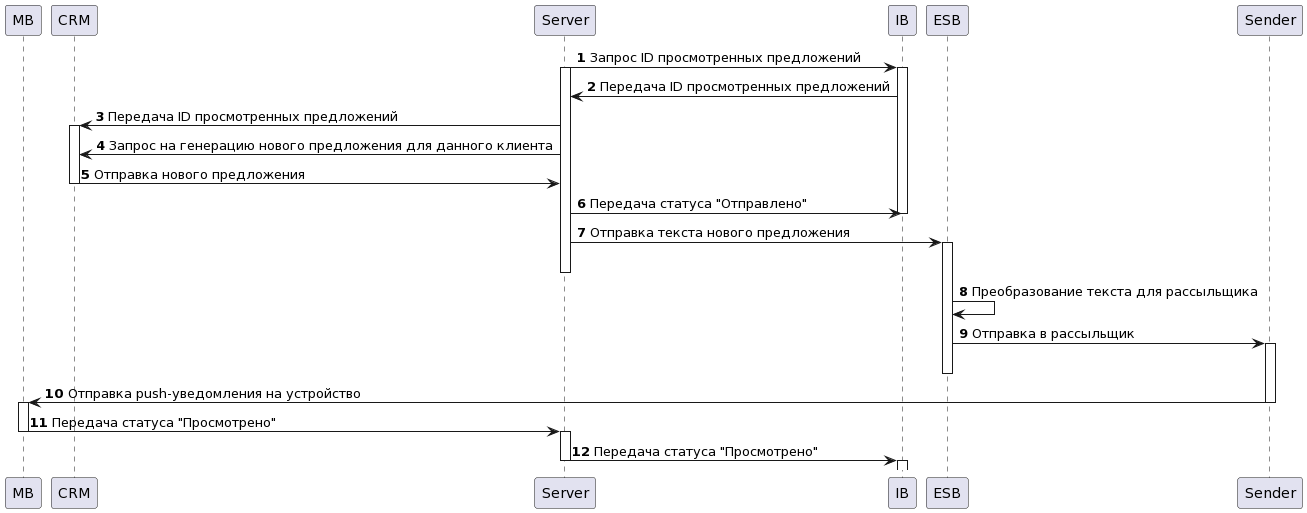 MB CRM Server IB ESB Sender
1 Запрос ID просмотренных предложений
2 Передача ID просмотренных предложений
3 Передача ID просмотренных предложений
4 Запрос на генерацию нового предложения для данного клиента
5 Отправка нового предложения
6 Передача статуса "Отправлено"
7 Отправка текста нового предложения
8 Преобразование текста для рассыльщика
9 Отправка в рассыльщик
10 Отправка push-уведомления на устройство
11 Передача статуса "Просмотрено"
12 Передача статуса "Просмотрено"
MB CRM Server IB ESB Sender